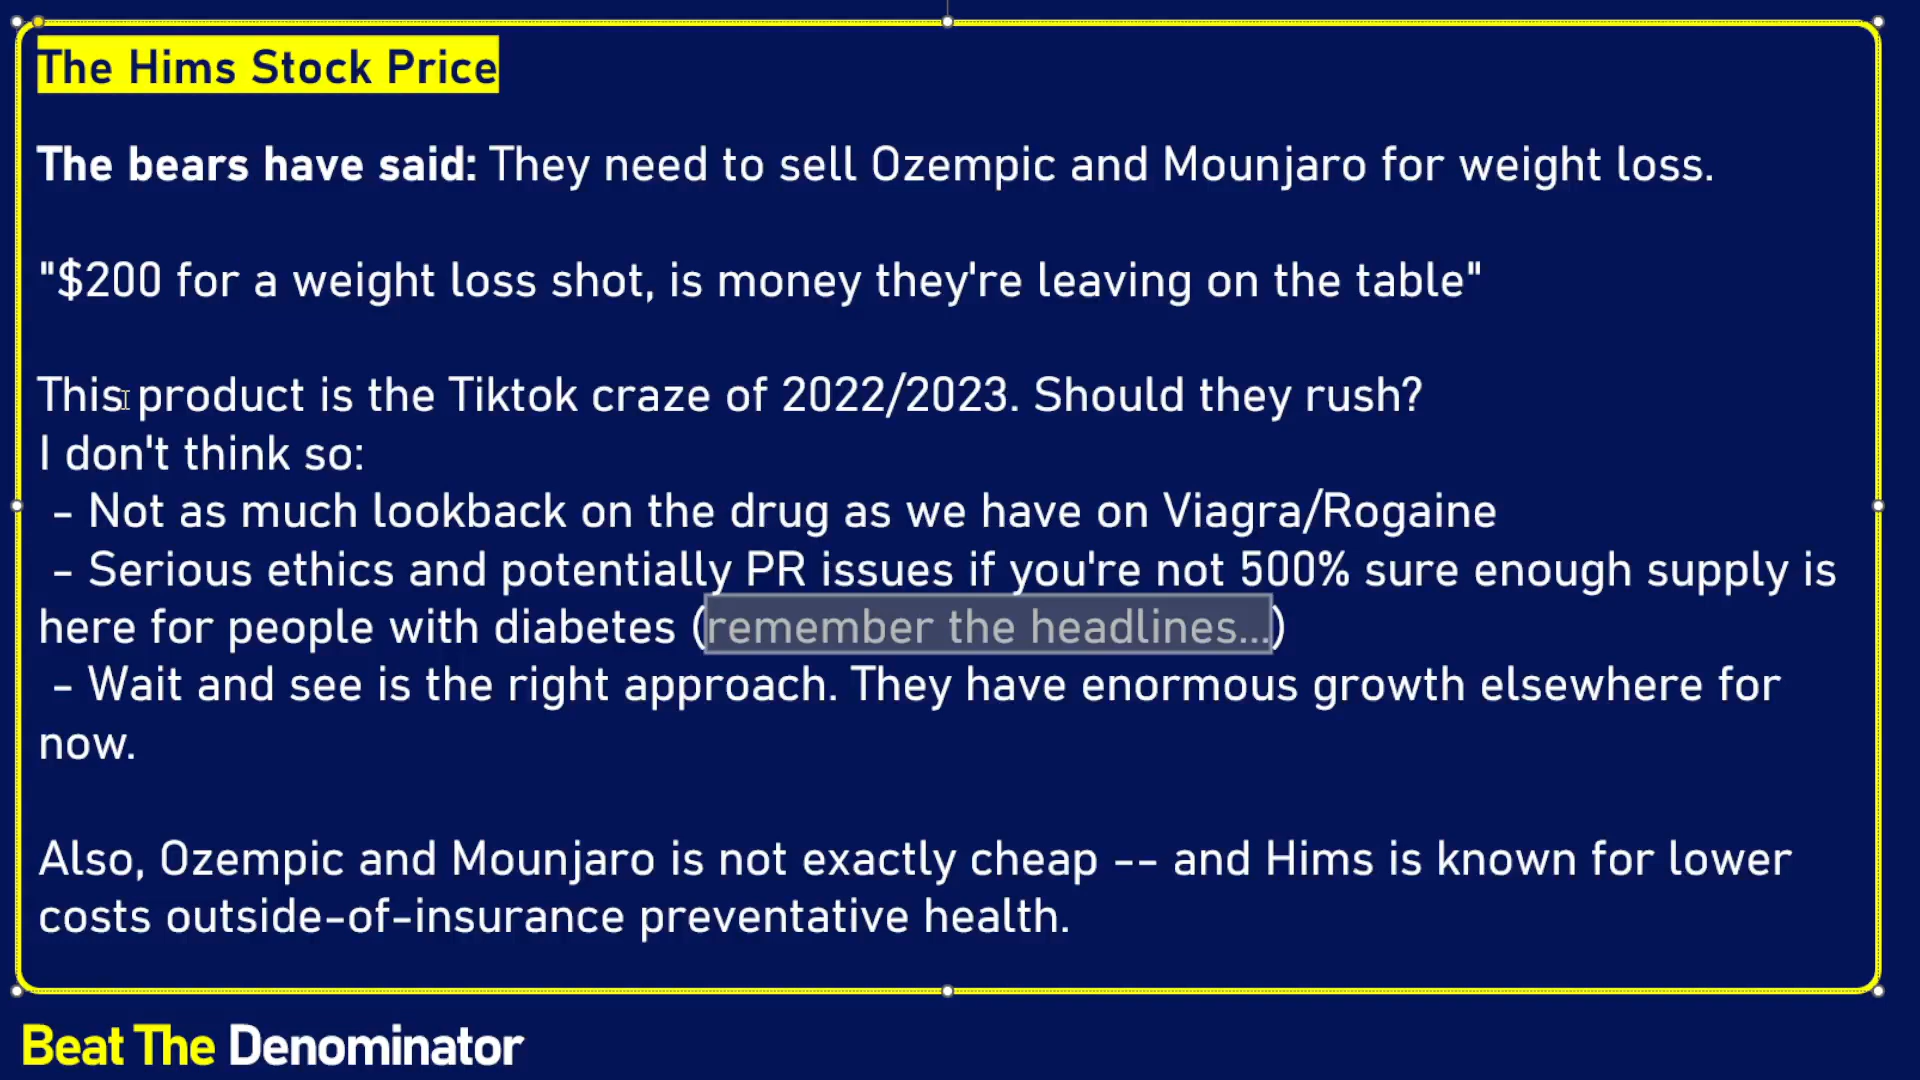 The Hims Stock Price
The bears have said: They need to sell Ozempic and Mounjaro for weight loss.
"$200 for a weight loss shot, is money they're leaving on the table"
This product is the Tiktok craze of 2022/2023. Should they rush?
I don't think so:
- Not as much lookback on the drug as we have on Viagra/Rogaine
- Serious ethics and potentially PR issues if you're not 500% sure enough supply is
here for people with diabetes (remember the headlines...)
- Wait and see is the right approach. They have enormous growth elsewhere for
now.
Also, Ozempic and Mounjaro is not exactly cheap -- and Hims is known for lower
costs outside-of-insurance preventative health.
Beat The Denominator